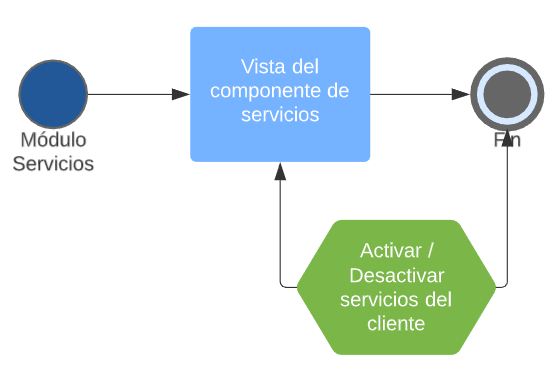 Módulo
Servicios
Vista del
componente de
servicios
Fin
Activar /
Desactivar
servicios del
cliente